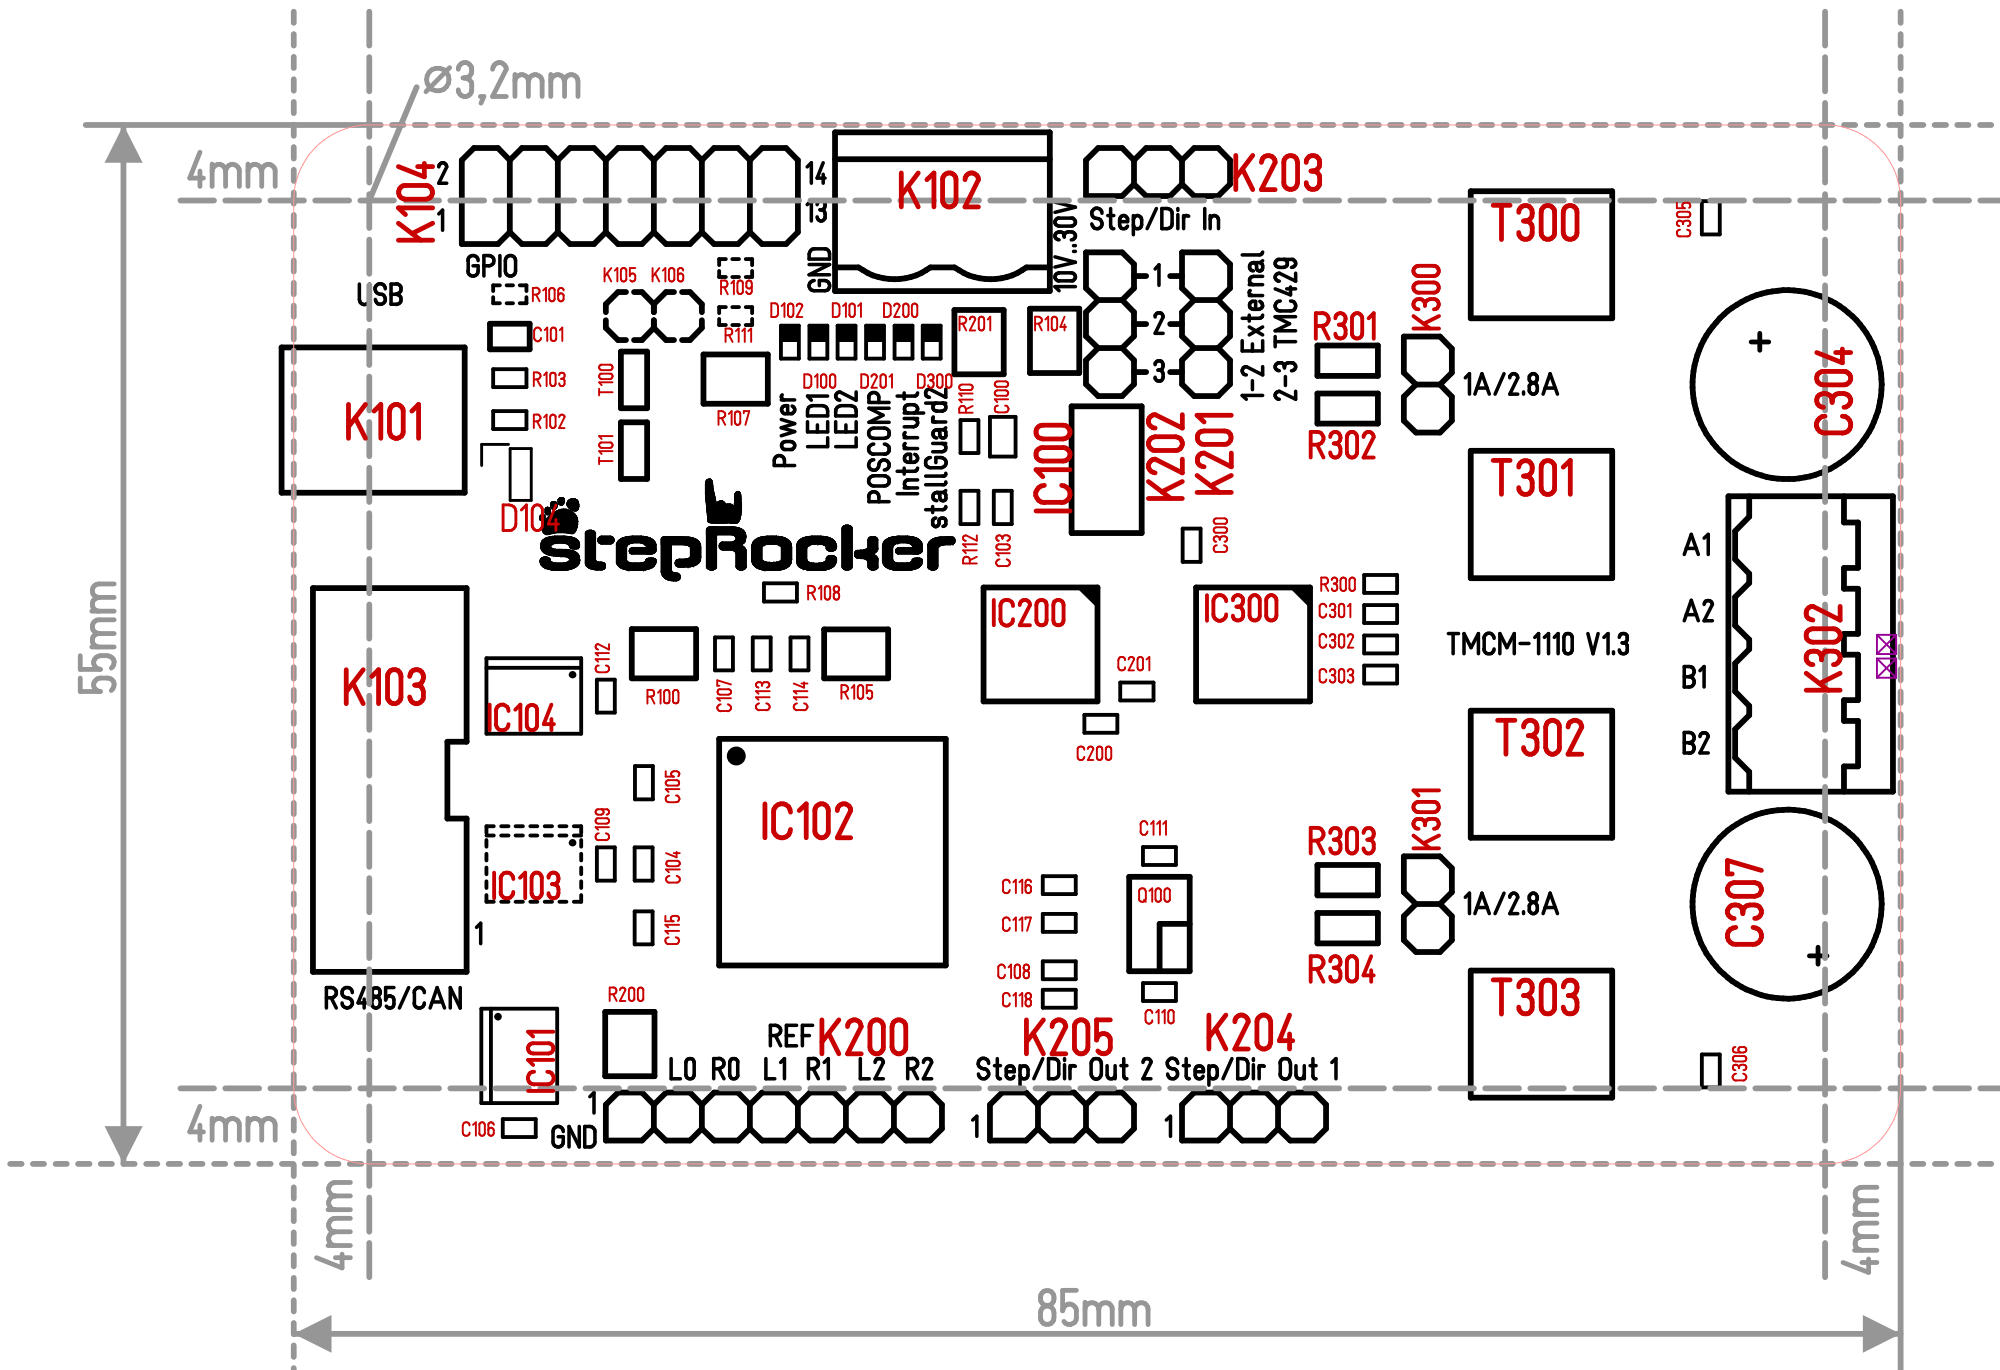 ⌀3,2mm
4mm
K104
2
1
14
13
K102
K203
Step/Dir In
GND
10V..30V
T300
C305
GPIO
USB
R106
K105
K106
R109
R111
C101
R103
R102
D104
T100
T101
R107
D102
D101
D200
D100
D201
D300
Power
LED1
LED2
POSCOMP
Interrupt
stallGuard2
R201
R104
R110
C100
R112
C103
1
2
3
1-2 External
2-3 TMC429
IC100
K202
K201
C300
R301
R302
K300
1A/2.8A
C304
+
K101
T301
stepRocker
R108
A1
A2
B1
B2
K302
55mm
K103
IC104
C112
R100
C107
C113
C114
R105
IC200
C201
C200
IC300
R300
C301
C302
C303
TMCM-1110 V1.3
T302
C105
IC102
C109
C104
IC103
C115
1
C116
C117
C108
C118
C111
Q100
C110
R303
R304
K301
1A/2.8A
C307
+
T303
RS485/CAN
R200
IC101
REF
K200
K205
K204
L0 R0 L1 R1 L2 R2
Step/Dir Out 2
Step/Dir Out 1
C306
4mm
C106
1
GND
1
1
4mm
4mm
85mm